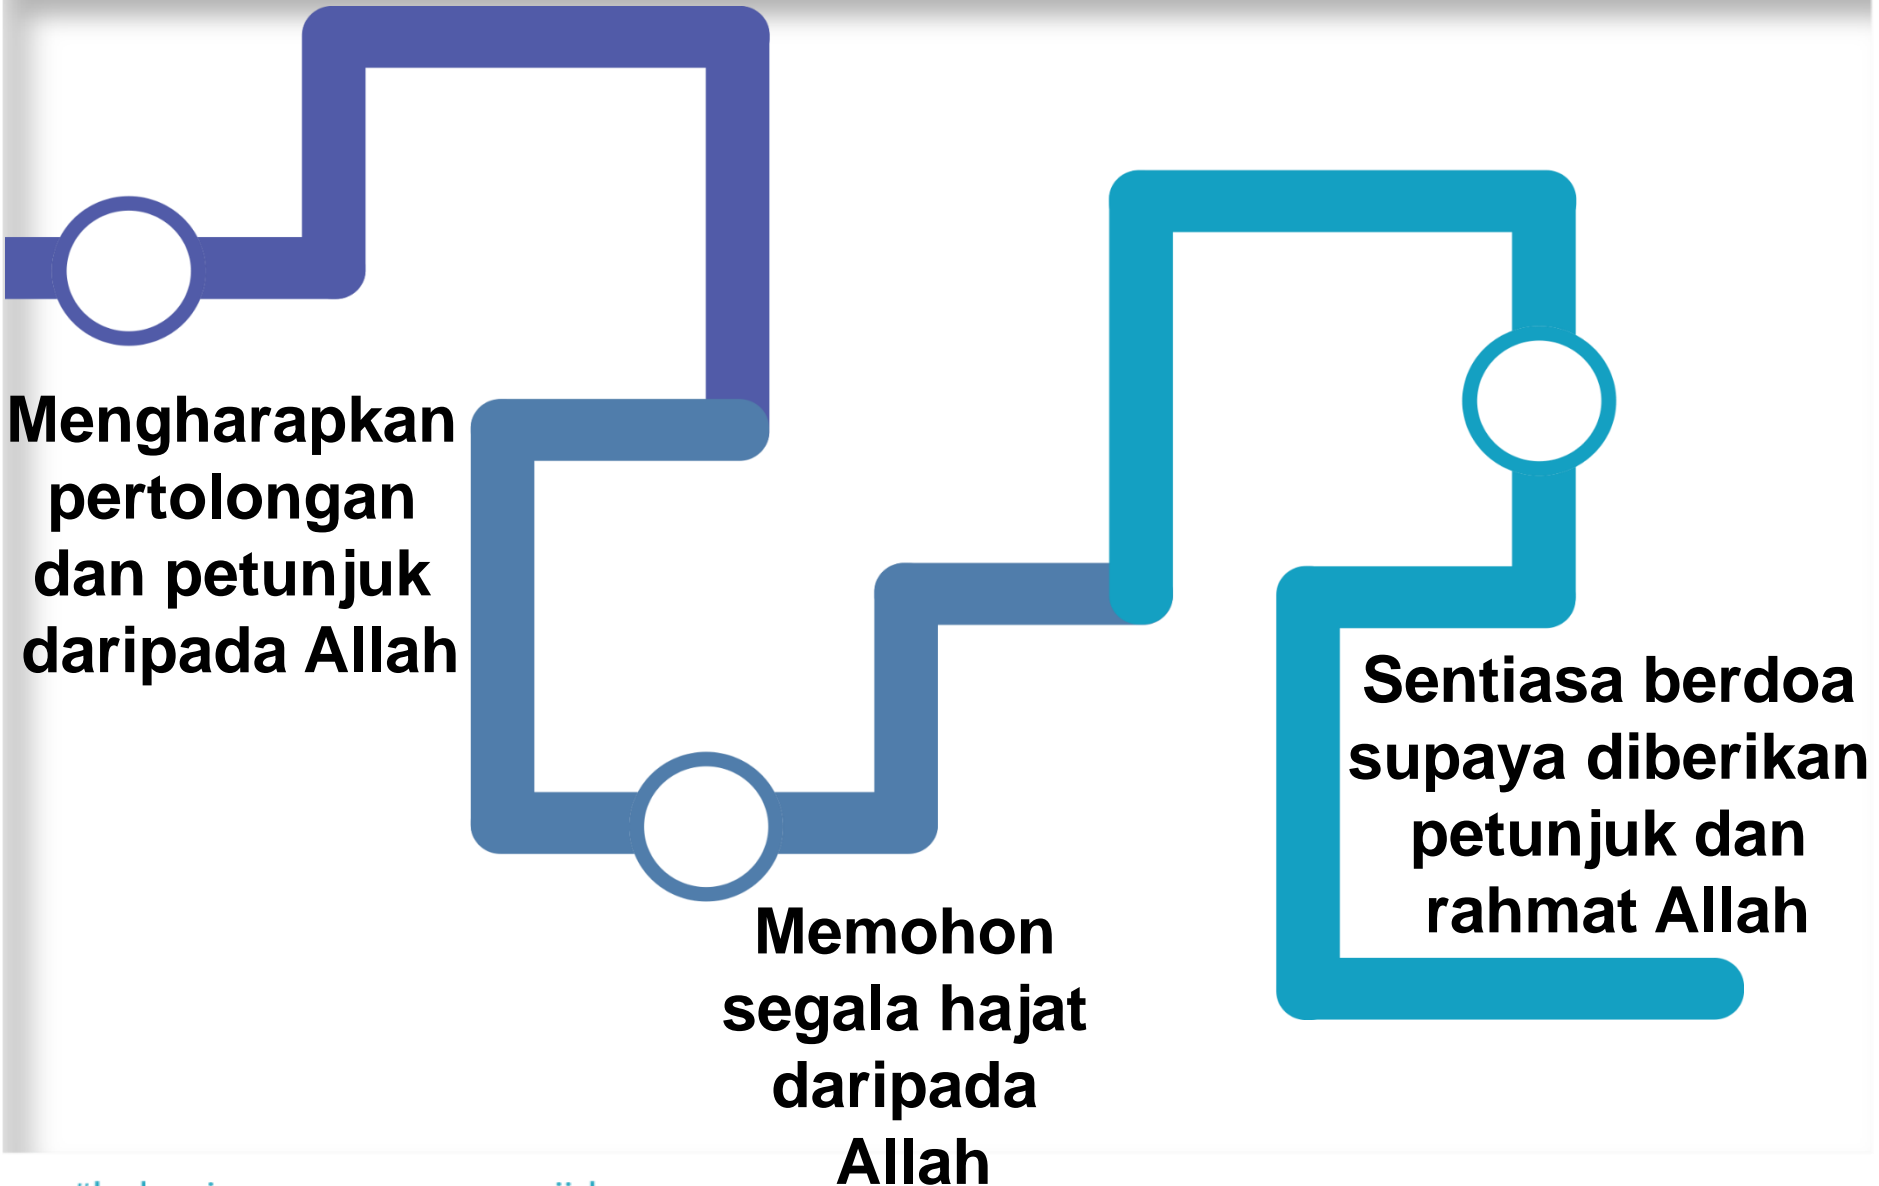 Mengharapkan
pertolongan
dan petunjuk
daripada Allah
Memohon
segala hajat
daripada
Allah
Sentiasa berdoa
supaya diberikan
petunjuk dan
rahmat Allah